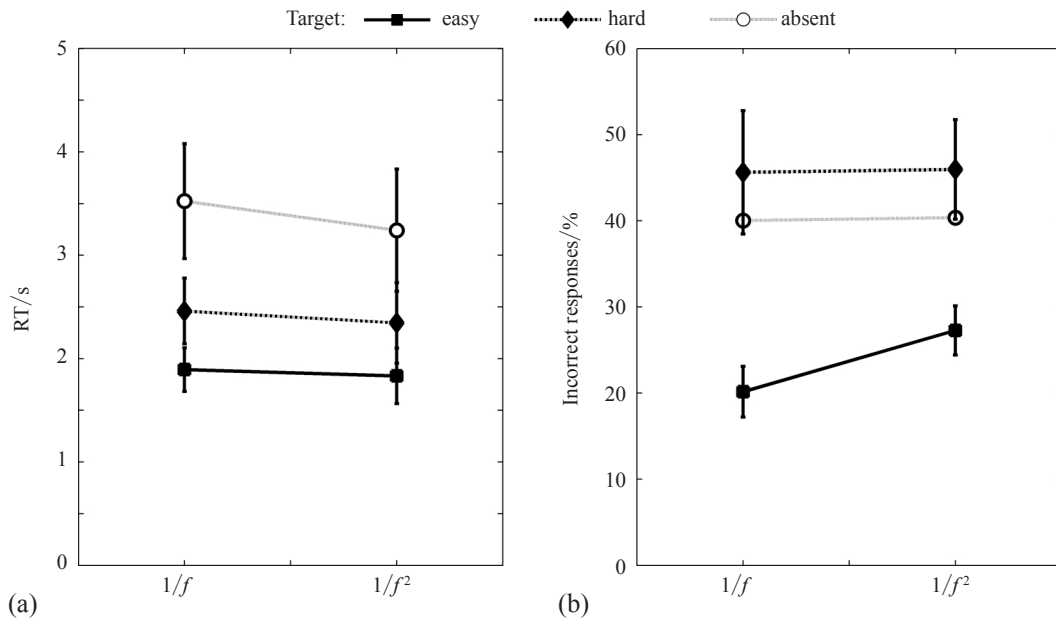 Target: easy hard absent
5
4
3
2
1
0
RT/s
1/f 1/f²
(a)
60
50
40
30
20
10
0
Incorrect responses/%
1/f 1/f²
(b)